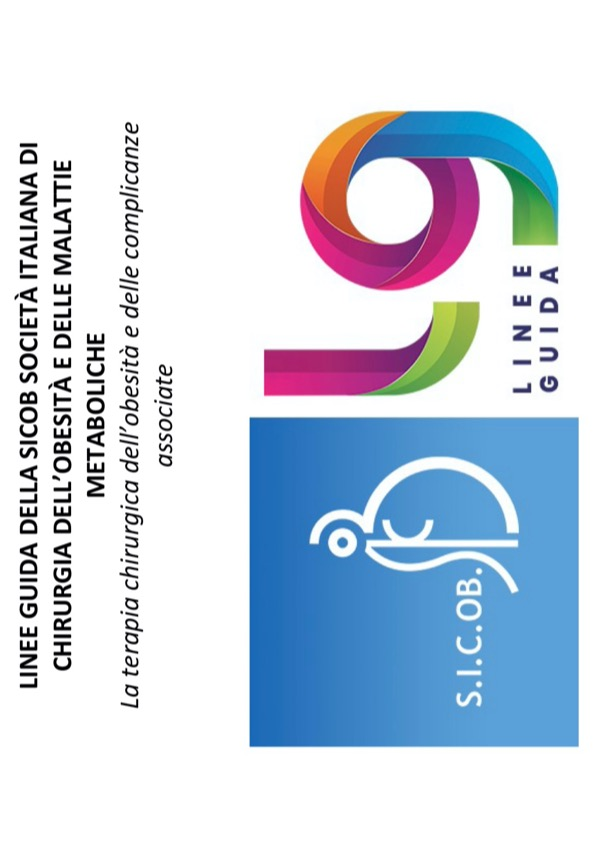 LINEE GUIDA DELLA SICOB SOCIETÀ ITALIANA DI
CHIRURGIA DELL'OBESITÀ E DELLE MALATTIE
METABOLICHE
La terapia chirurgica dell'obesità e delle complicanze
associate
S.I.C.OB.
LINEE
GUIDA